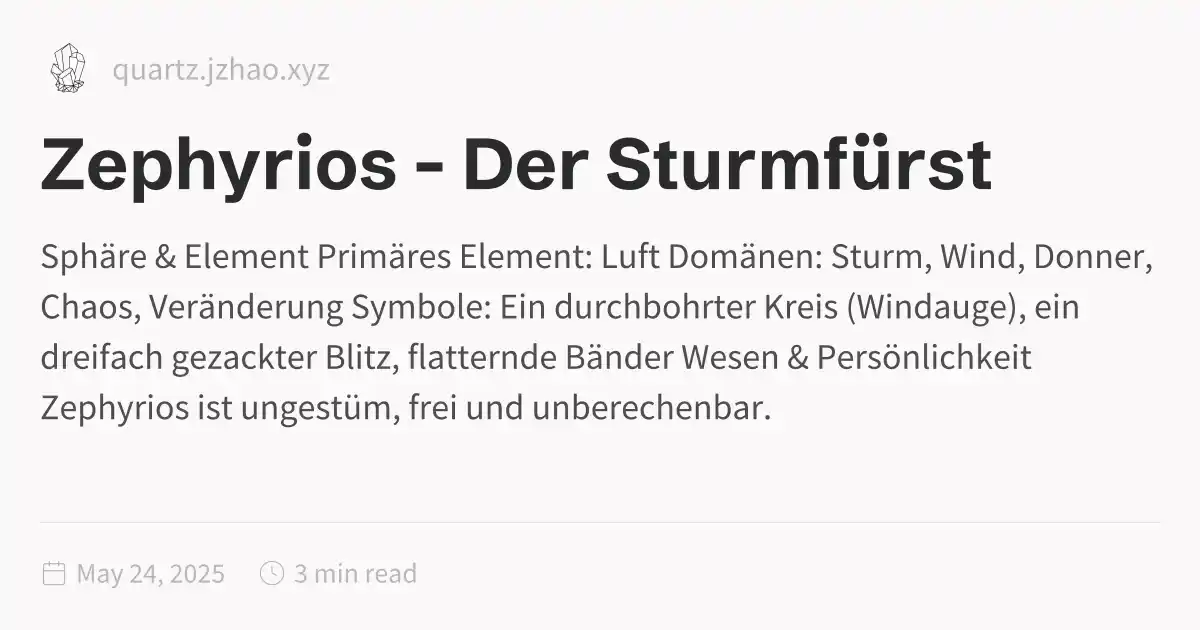 quartz.jzhao.xyz
Zephyrios - Der Sturmfürst
Sphäre & Element Primäres Element: Luft Domänen: Sturm, Wind, Donner,
Chaos, Veränderung Symbole: Ein durchbohrter Kreis (Windauge), ein
dreifach gezackter Blitz, flatternde Bänder Wesen & Persönlichkeit
Zephyrios ist ungestüm, frei und unberechenbar.
May 24, 2025 3 min read